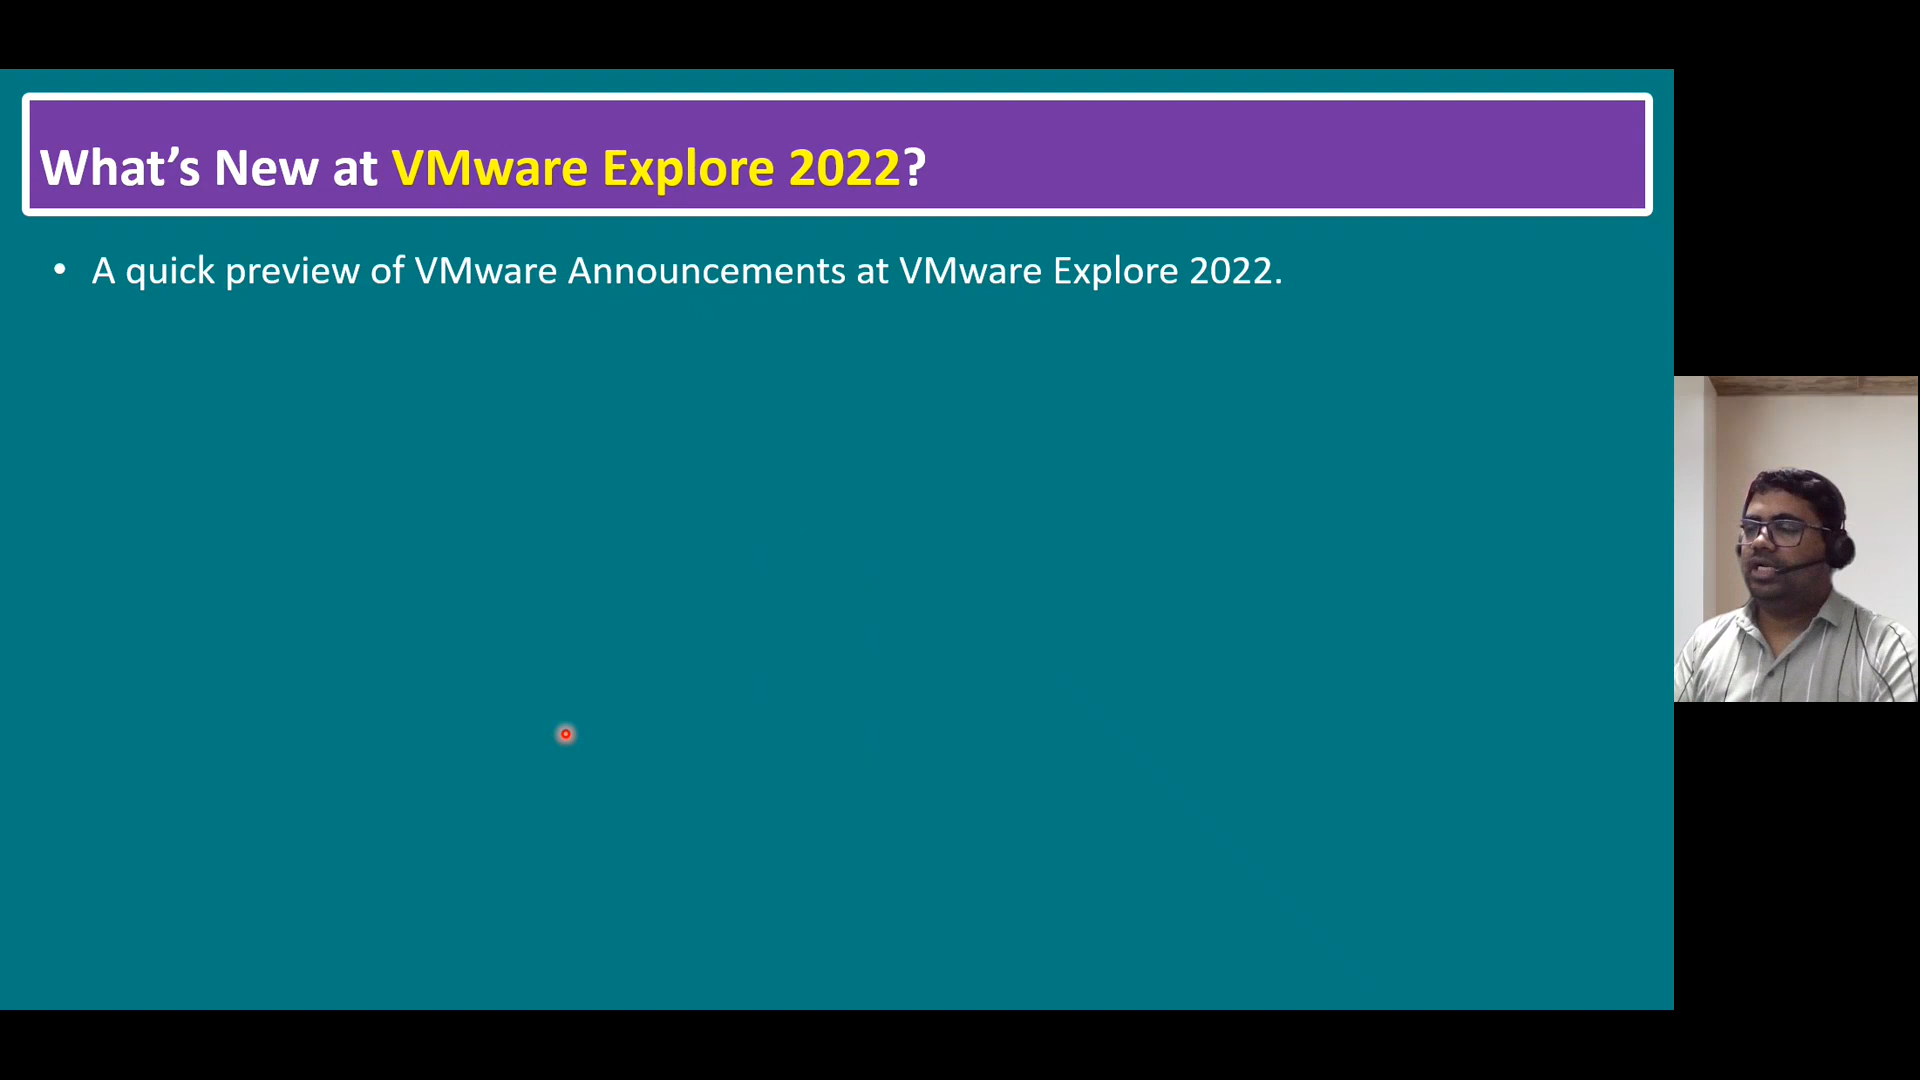 What’s New at VMware Explore 2022?
• A quick preview of VMware Announcements at VMware Explore 2022.